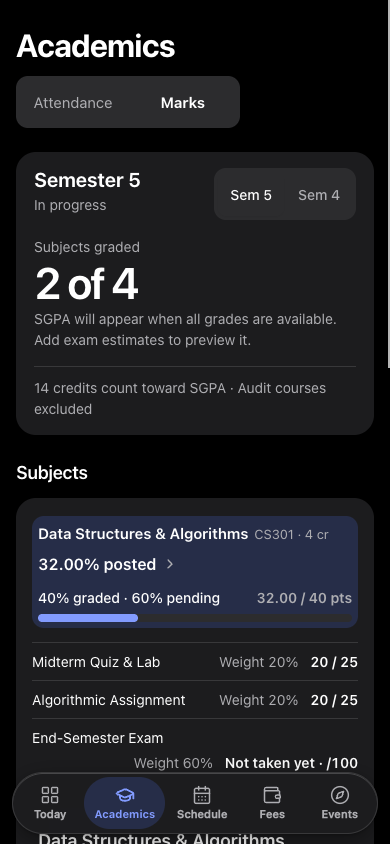 Academics
Attendance Marks
Semester 5
In progress
Sem 5 Sem 4
Subjects graded
2 of 4
SGPA will appear when all grades are available.
Add exam estimates to preview it.
14 credits count toward SGPA · Audit courses
excluded
Subjects
Data Structures & Algorithms CS301 · 4 cr
32.00% posted
40% graded · 60% pending 32.00 / 40 pts
Midterm Quiz & Lab Weight 20% 20 / 25
Algorithmic Assignment Weight 20% 20 / 25
End-Semester Exam
Weight 60% Not taken yet · /100
Today Academics Schedule Fees Events
Data Structures & Algorithms